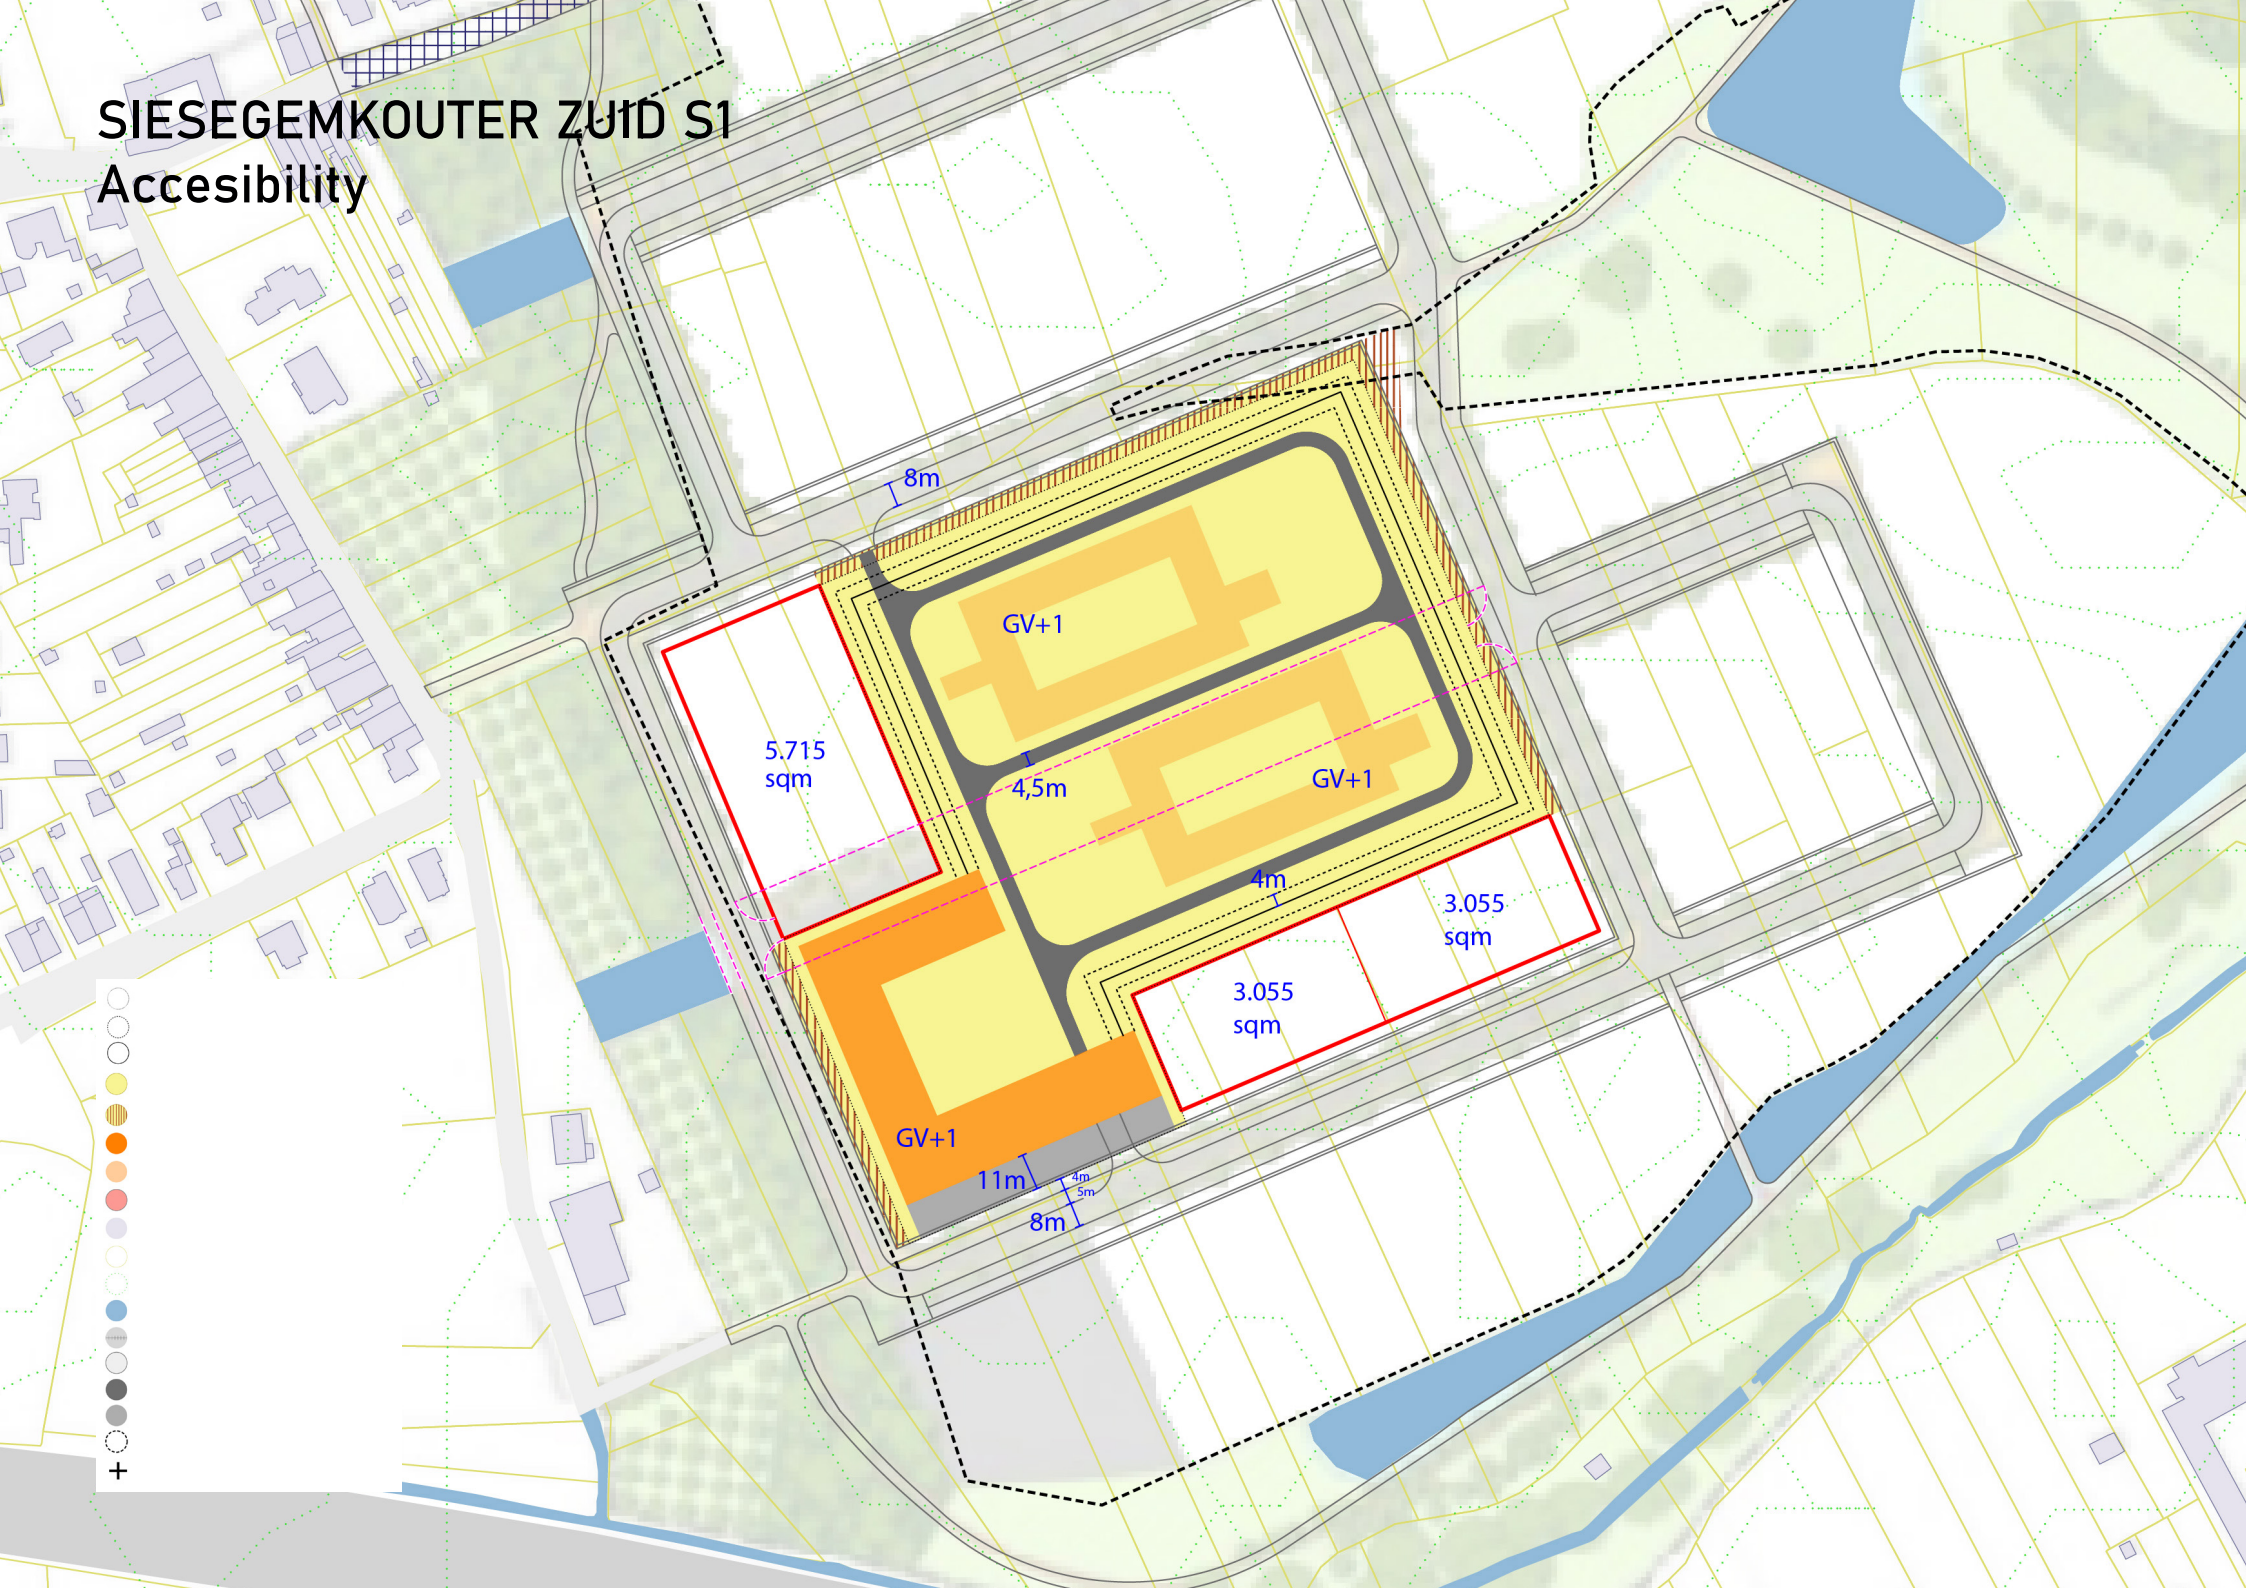 SIESEGEMKOUTER ZUID S1
Accesibility
8m
GV+1
5.715
sqm
4,5m
GV+1
4m
3.055
sqm
3.055
sqm
GV+1
11m
4m
5m
8m